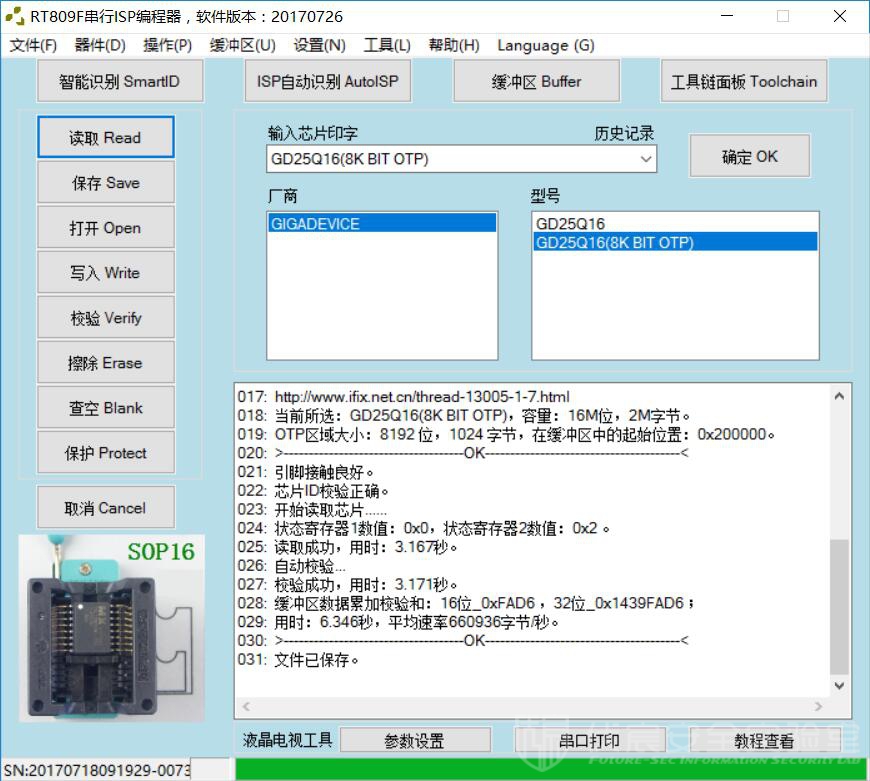 RT809F串行ISP编程器，软件版本：20170726
文件(F) 器件(D) 操作(P) 缓冲区(U) 设置(N) 工具(L) 帮助(H) Language (G)
智能识别 SmartID ISP自动识别 AutoISP 缓冲区 Buffer 工具链面板 Toolchain
读取 Read
保存 Save
打开 Open
写入 Write
校验 Verify
擦除 Erase
查空 Blank
保护 Protect
取消 Cancel
SOP16
输入芯片印字 历史记录
GD25Q16(8K BIT OTP)
确定 OK
厂商 型号
GIGADEVICE
GD25Q16
GD25Q16(8K BIT OTP)
017: http://www.ifix.net.cn/thread-13005-1-7.html
018: 当前所选：GD25Q16(8K BIT OTP)，容量：16M位，2M字节。
019: OTP区域大小：8192 位，1024 字节，在缓冲区中的起始位置：0x200000。
020: >----------------------------------OK------------------------------------<
021: 引脚接触良好。
022: 芯片ID校验正确。
023: 开始读取芯片......
024: 状态寄存器1数值：0x0，状态寄存器2数值：0x2 。
025: 读取成功，用时：3.167秒。
026: 自动校验...
027: 校验成功，用时：3.171秒。
028: 缓冲区数据累加校验和：16位_0xFAD6 ，32位_0x1439FAD6；
029: 用时：6.346秒，平均速率660936字节/秒。
030: >----------------------------------OK------------------------------------<
031: 文件已保存。
液晶电视工具 参数设置 串口打印 教程查看
FUTURE-SEC INFORMATION SECURITY LAB
SN:20170718091929-0073